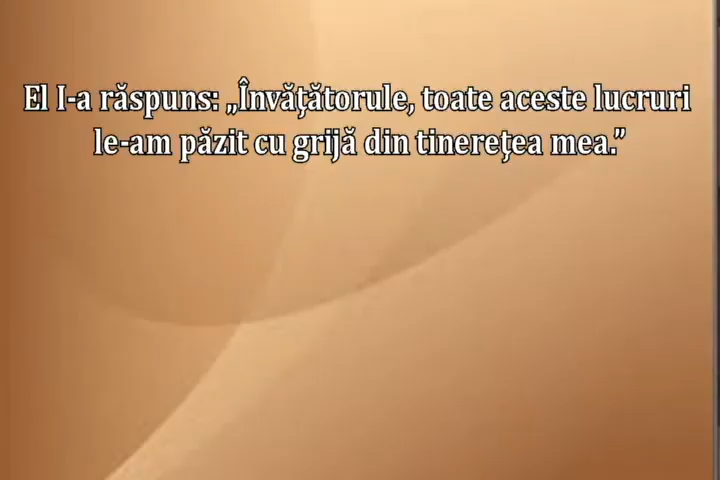 El I-a răspuns: „Învăţătorule, toate aceste lucruri
le-am păzit cu grijă din tinereţea mea.”